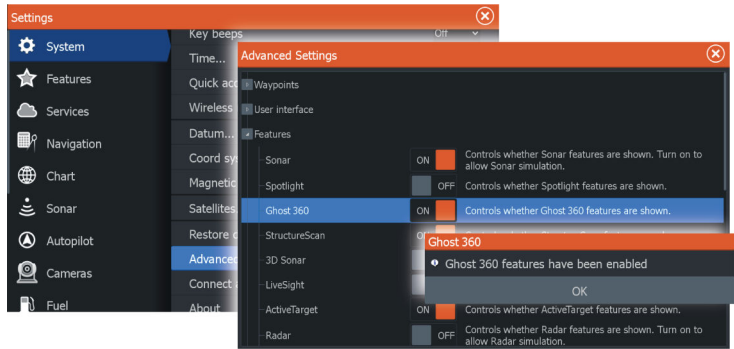 Settings
System
Features
Services
Navigation
Chart
Sonar
Autopilot
Cameras
Fuel
Key beeps Off
Time...
Quick acc
Wireless
Datum...
Coord sy
Magnetic
Satellites
Restore d
Advanced
Connect a
About
Advanced Settings
Waypoints
User interface
Features
Sonar ON Controls whether Sonar features are shown. Turn on to
allow Sonar simulation.
Spotlight OFF Controls whether Spotlight features are shown.
Ghost 360 ON Controls whether Ghost 360 features are shown.
StructureScan
3D Sonar
LiveSight
ActiveTarget ON Controls whether ActiveTarget features are shown.
Radar OFF Controls whether Radar features are shown. Turn on to
allow Radar simulation.
Ghost 360
Ghost 360 features have been enabled
OK